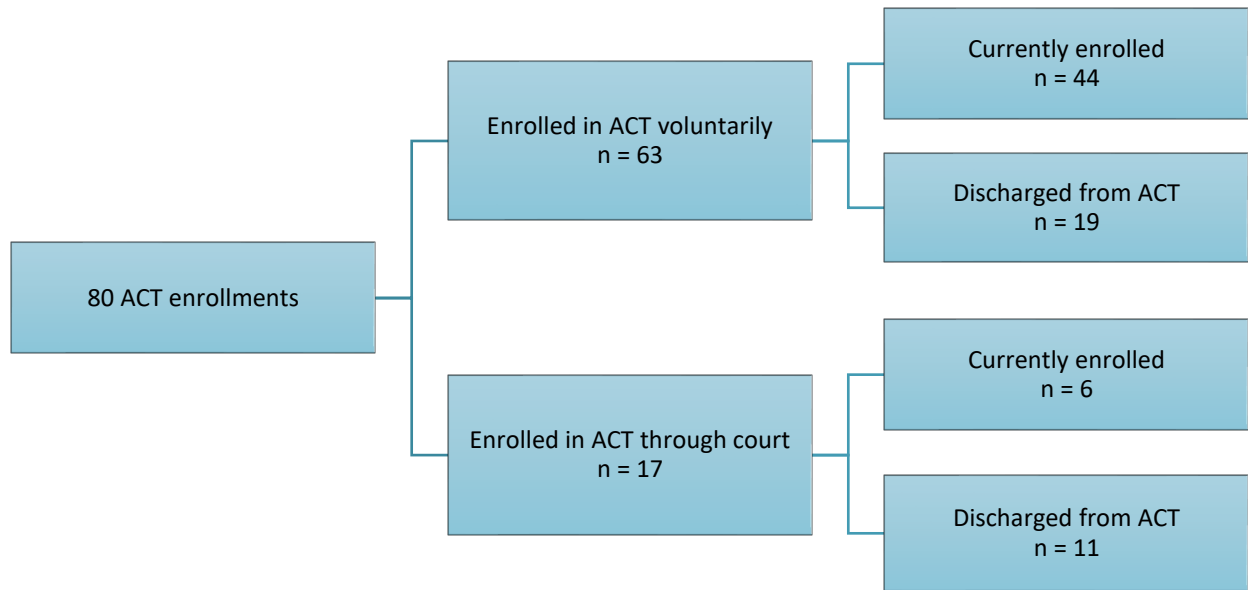 80 ACT enrollments
Enrolled in ACT voluntarily
n = 63
Currently enrolled
n = 44
Discharged from ACT
n = 19
Enrolled in ACT through court
n = 17
Currently enrolled
n = 6
Discharged from ACT
n = 11